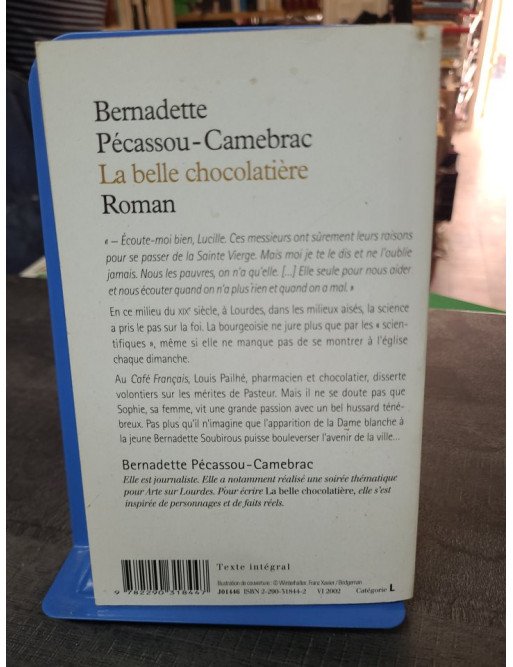 Bernadette
Pécassou-Camebrac
La belle chocolatière
Roman
« – Écoute-moi bien, Lucille. Ces messieurs ont sûrement leurs raisons
pour se passer de la Sainte Vierge. Mais moi je te le dis et ne l'oublie
jamais. Nous les pauvres, on n'a qu'elle. [...] Elle seule pour nous aider
et nous écouter quand on n'a plus rien et quand on a mal. »
En ce milieu du XIXe siècle, à Lourdes, dans les milieux aisés, la science
a pris le pas sur la foi. La bourgeoisie ne jure plus que par les « scien-
tifiques », même si elle ne manque pas de se montrer à l'église
chaque dimanche.
Au Café Français, Louis Pailhé, pharmacien et chocolatier, disserte
volontiers sur les mérites de Pasteur. Mais il ne se doute pas que
Sophie, sa femme, vit une grande passion avec un bel hussard téné-
breux. Pas plus qu'il n'imagine que l'apparition de la Dame blanche à
la jeune Bernadette Soubirous puisse bouleverser l'avenir de la ville...
Bernadette Pécassou-Camebrac
Elle est journaliste. Elle a notamment réalisé une soirée thématique
pour Arte sur Lourdes. Pour écrire La belle chocolatière, elle s'est
inspirée de personnages et de faits réels.
Texte intégral
Illustration de couverture : © Winterhalter, Franz Xavier / Bridgeman
J01446 ISBN 2-290-31844-2 VI 2002 Catégorie L
9 782290 318447